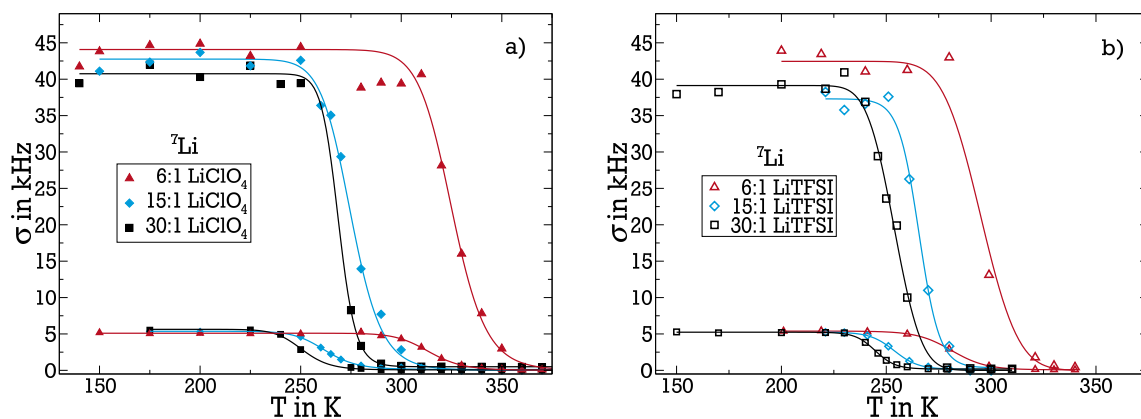 a)
45
40
35
30
25
20
15
10
5
0
σ in kHz
⁷Li
6:1 LiClO₄
15:1 LiClO₄
30:1 LiClO₄
150 200 250 300 350
T in K
b)
45
40
35
30
25
20
15
10
5
0
σ in kHz
⁷Li
6:1 LiTFSI
15:1 LiTFSI
30:1 LiTFSI
150 200 250 300 350
T in K